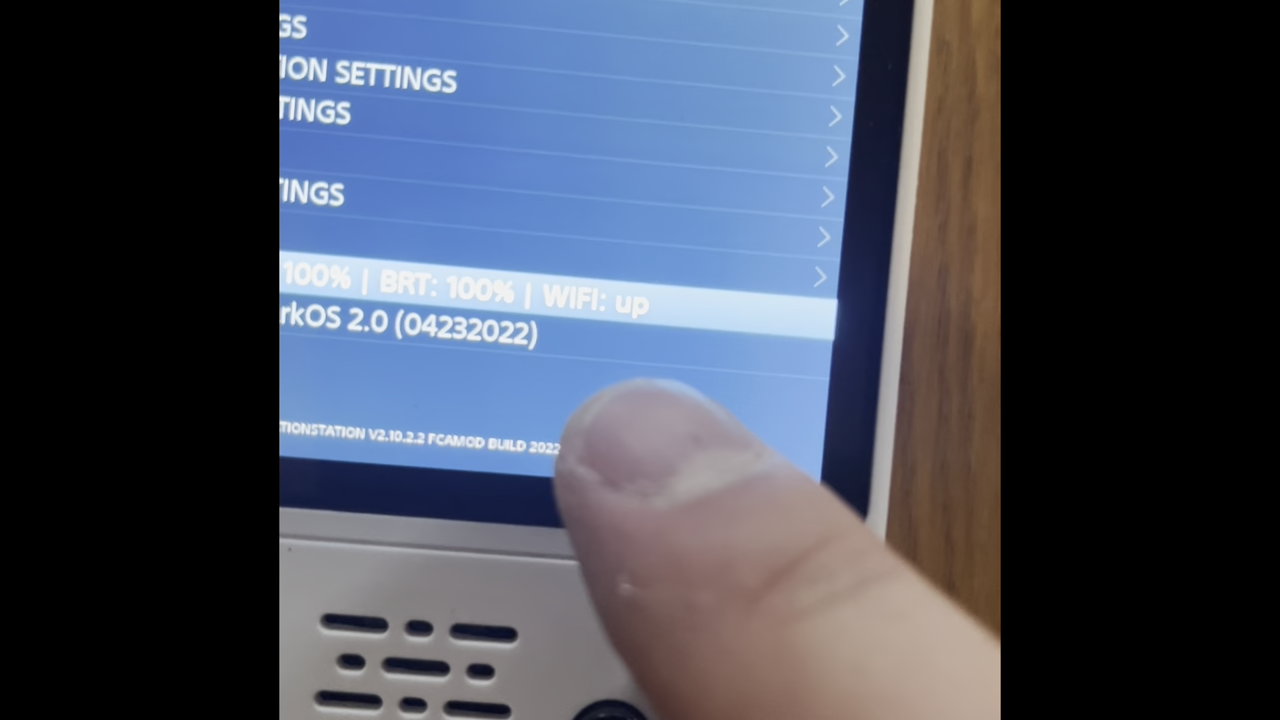 GS
ION SETTINGS
TINGS
TINGS
100% | BRT: 100% | WIFI: up
rkOS 2.0 (04232022)
TIONSTATION V2.10.2.2 FCAMOD BUILD 2022